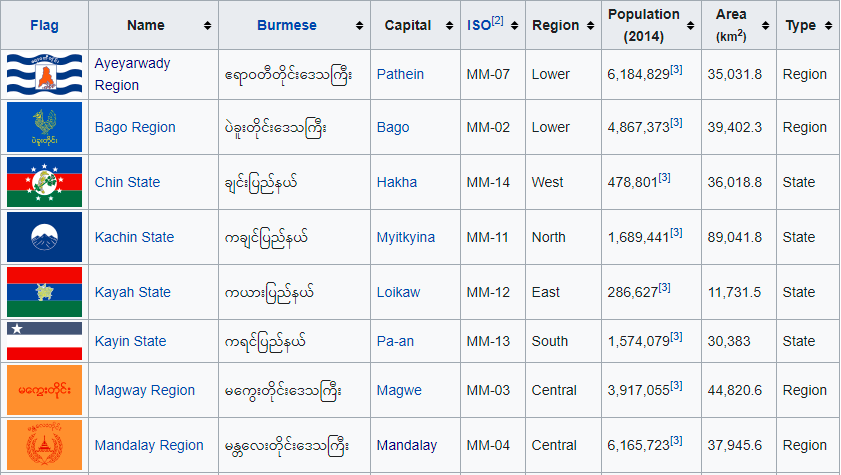 Flag Name Burmese Capital ISO[2] Region Population (2014) Area (km2) Type
Ayeyarwady Region ဧရာဝတီတိုင်းဒေသကြီး Pathein MM-07 Lower 6,184,829[3] 35,031.8 Region
ပဲခူးတိုင်း Bago Region ပဲခူးတိုင်းဒေသကြီး Bago MM-02 Lower 4,867,373[3] 39,402.3 Region
Chin State ချင်းပြည်နယ် Hakha MM-14 West 478,801[3] 36,018.8 State
Kachin State ကချင်ပြည်နယ် Myitkyina MM-11 North 1,689,441[3] 89,041.8 State
Kayah State ကယားပြည်နယ် Loikaw MM-12 East 286,627[3] 11,731.5 State
Kayin State ကရင်ပြည်နယ် Pa-an MM-13 South 1,574,079[3] 30,383 State
မကွေးတိုင်း Magway Region မကွေးတိုင်းဒေသကြီး Magwe MM-03 Central 3,917,055[3] 44,820.6 Region
မန္တလေးတိုင်း Mandalay Region မန္တလေးတိုင်းဒေသကြီး Mandalay MM-04 Central 6,165,723[3] 37,945.6 Region